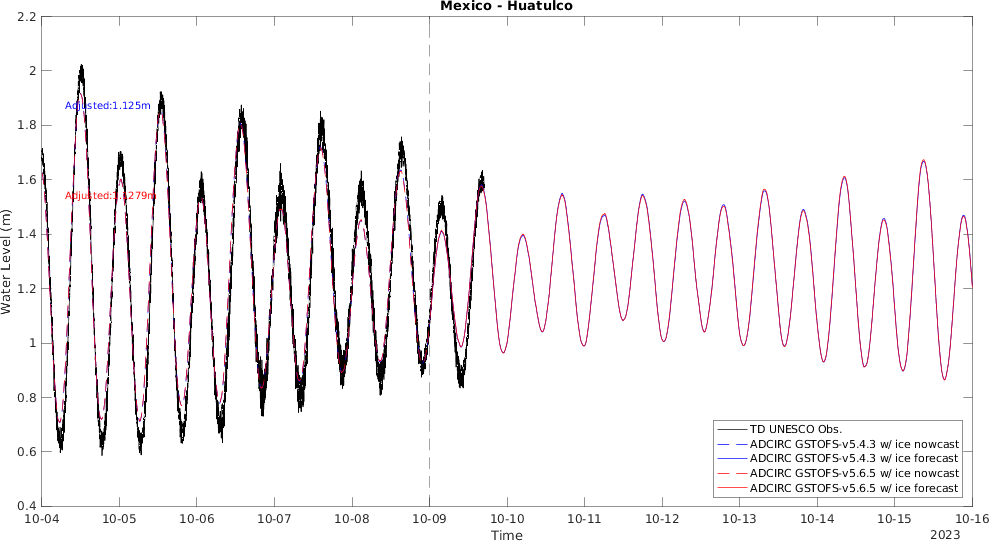 Mexico - Huatulco
2.2
2
1.8
1.6
1.4
1.2
1
0.8
0.6
0.4
Water Level (m)
Adjusted:1.125m
Adjusted:1.1279m
TD UNESCO Obs.
ADCIRC GSTOFS-v5.4.3 w/ ice nowcast
ADCIRC GSTOFS-v5.4.3 w/ ice forecast
ADCIRC GSTOFS-v5.6.5 w/ ice nowcast
ADCIRC GSTOFS-v5.6.5 w/ ice forecast
10-04 10-05 10-06 10-07 10-08 10-09 10-10 10-11 10-12 10-13 10-14 10-15 10-16
Time
2023